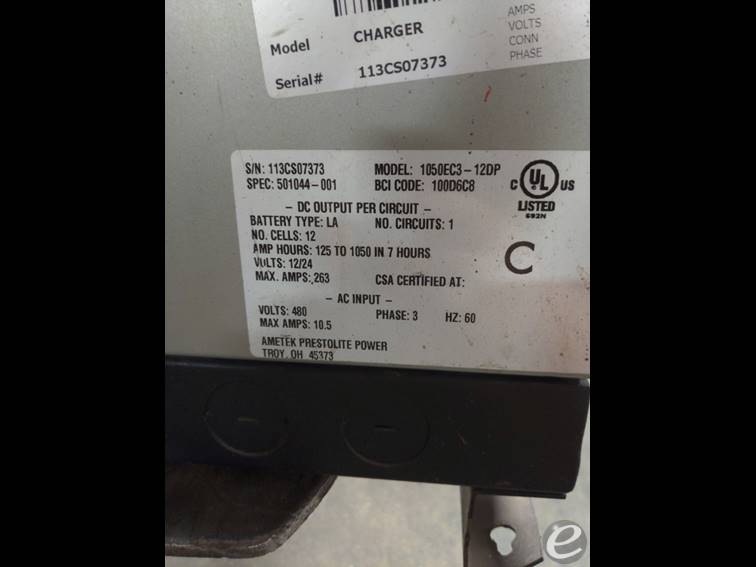 AMPS
VOLTS
CONN
PHASE
Model CHARGER
Serial# 113CS07373
S/N: 113CS07373 MODEL: 1050EC3-12DP
SPEC: 501044-001 BCI CODE: 100D6C8
- DC OUTPUT PER CIRCUIT -
BATTERY TYPE: LA NO. CIRCUITS: 1
NO. CELLS: 12
AMP HOURS: 125 TO 1050 IN 7 HOURS
VOLTS: 12/24
MAX. AMPS: 263 CSA CERTIFIED AT:
- AC INPUT -
VOLTS: 480 PHASE: 3 HZ: 60
MAX AMPS: 10.5
AMETEK PRESTOLITE POWER
TROY, OH 45373
C UL US
LISTED
692N
C
e